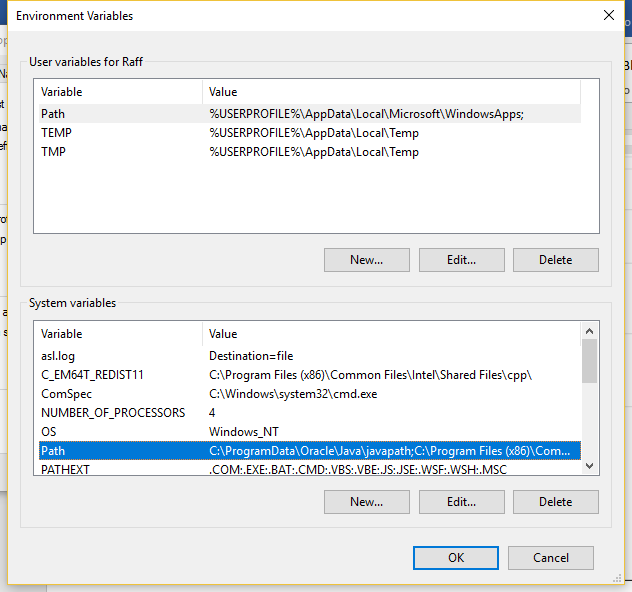 Environment Variables
User variables for Raff
Variable Value
Path %USERPROFILE%\AppData\Local\Microsoft\WindowsApps;
TEMP %USERPROFILE%\AppData\Local\Temp
TMP %USERPROFILE%\AppData\Local\Temp
New... Edit... Delete
System variables
Variable Value
asl.log Destination=file
C_EM64T_REDIST11 C:\Program Files (x86)\Common Files\Intel\Shared Files\cpp\
ComSpec C:\Windows\system32\cmd.exe
NUMBER_OF_PROCESSORS 4
OS Windows_NT
Path C:\ProgramData\Oracle\Java\javapath;C:\Program Files (x86)\Com...
PATHEXT .COM;.EXE;.BAT;.CMD;.VBS;.VBE;.JS;.JSE;.WSF;.WSH;.MSC
New... Edit... Delete
OK Cancel